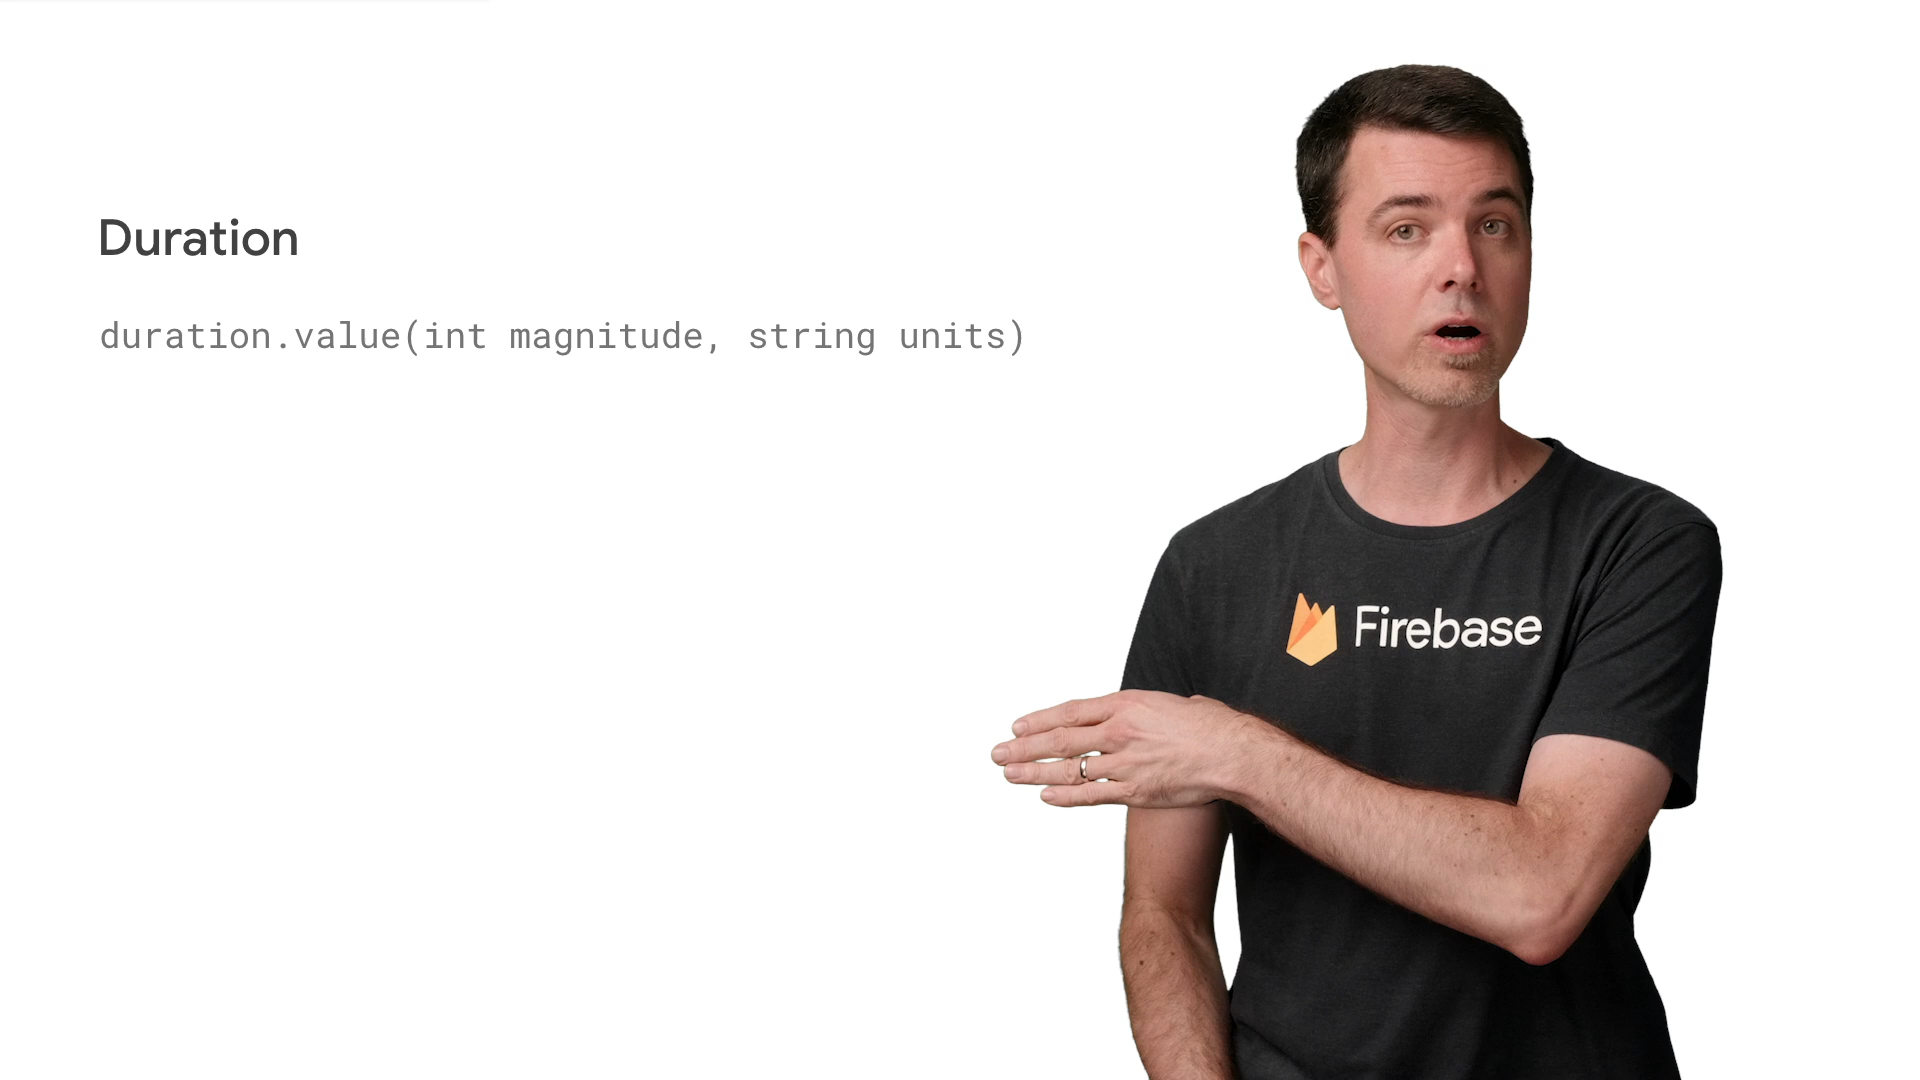 Duration
duration.value(int magnitude, string units)
Firebase